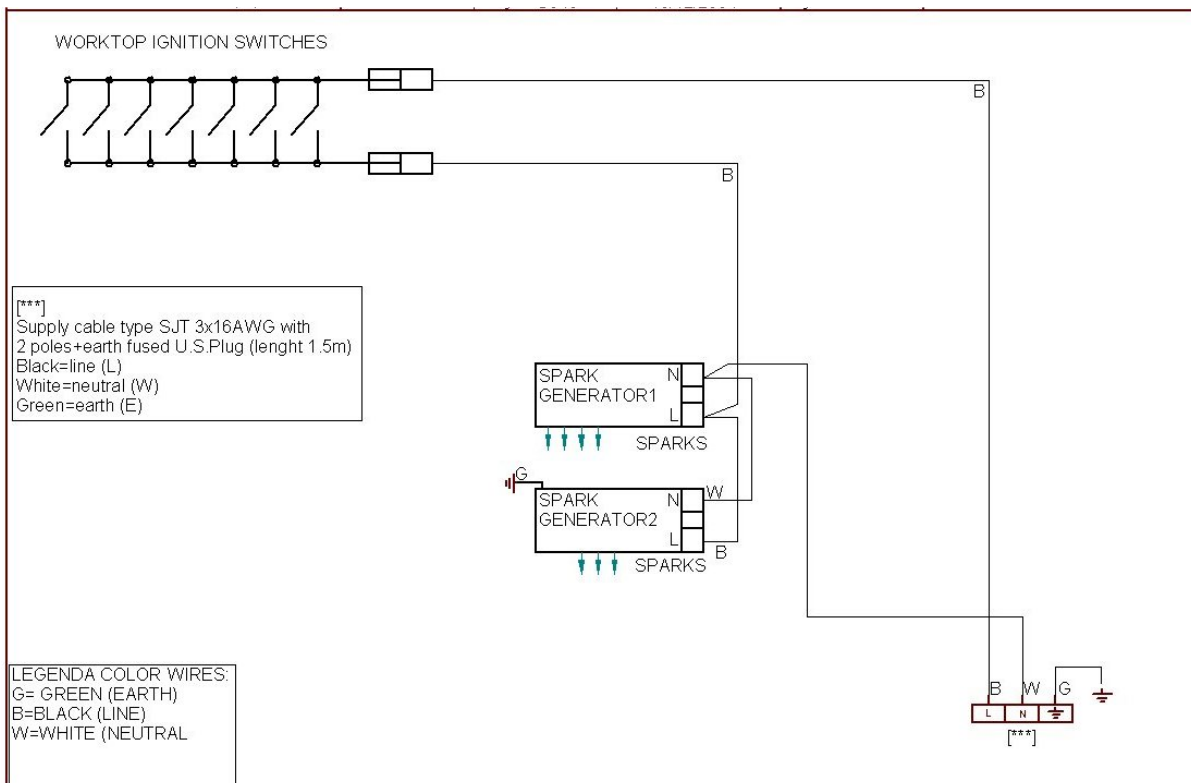 WORKTOP IGNITION SWITCHES
B
B
[***]
Supply cable type SJT 3x16AWG with
2 poles+earth fused U.S.Plug (lenght 1.5m)
Black=line (L)
White=neutral (W)
Green=earth (E)
SPARK N
GENERATOR1
L
SPARKS
G
SPARK N W
GENERATOR2
L
B
SPARKS
LEGENDA COLOR WIRES:
G= GREEN (EARTH)
B=BLACK (LINE)
W=WHITE (NEUTRAL
B W G
L N
[***]